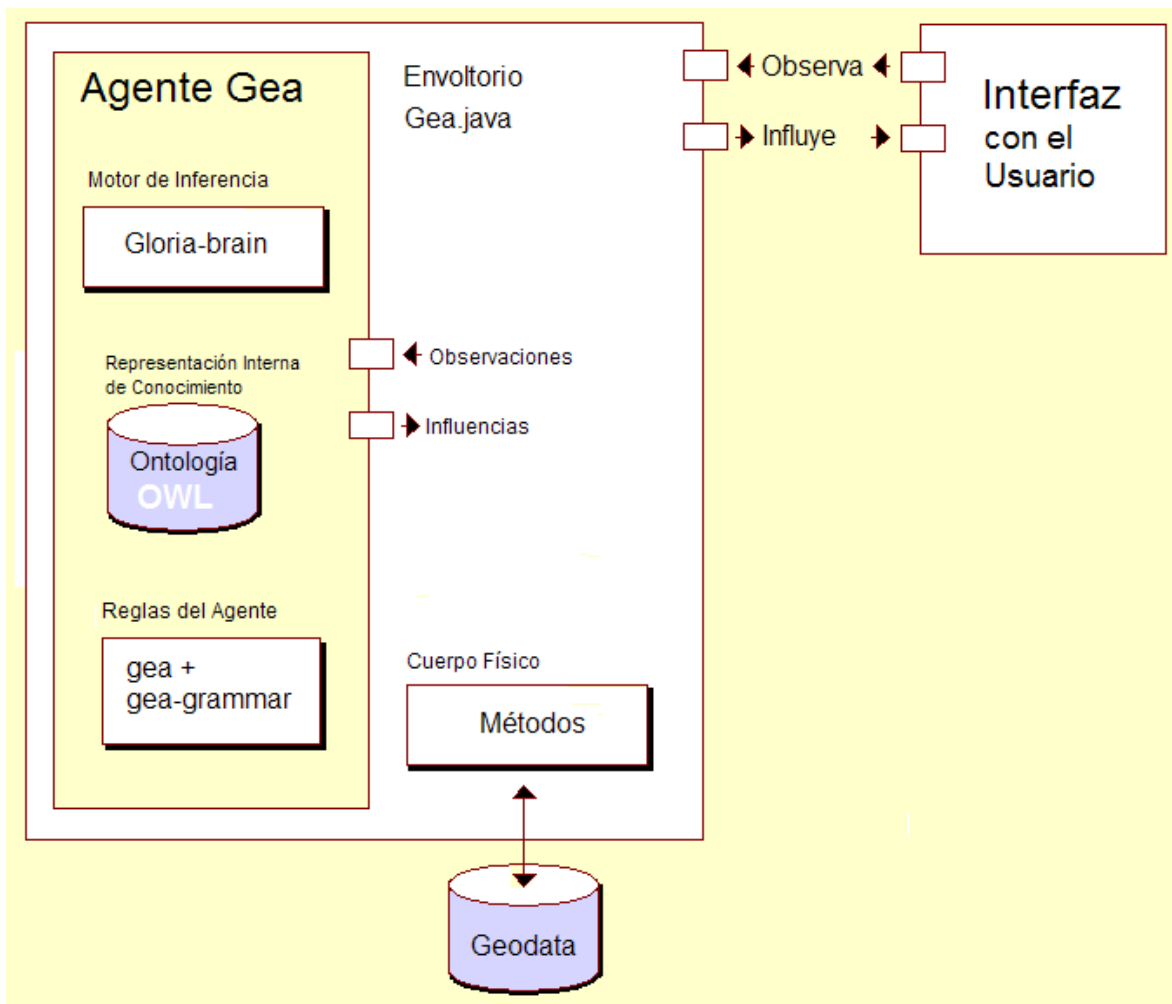 Agente Gea
Motor de Inferencia
Gloria-brain
Representación Interna
de Conocimiento
Ontología
OWL
Reglas del Agente
gea +
gea-grammar
Envoltorio
Gea.java
Observaciones
Influencias
Cuerpo Físico
Métodos
Geodata
Observa
Influye
Interfaz
con el
Usuario